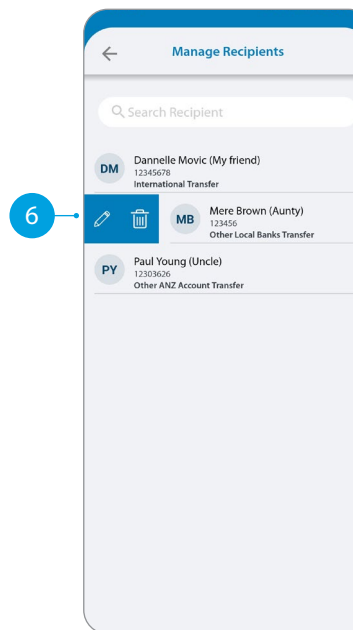 Manage Recipients
Search Recipient
DM
Dannelle Movic (My friend)
12345678
International Transfer
6
MB
Mere Brown (Aunty)
123456
Other Local Banks Transfer
PY
Paul Young (Uncle)
12303626
Other ANZ Account Transfer